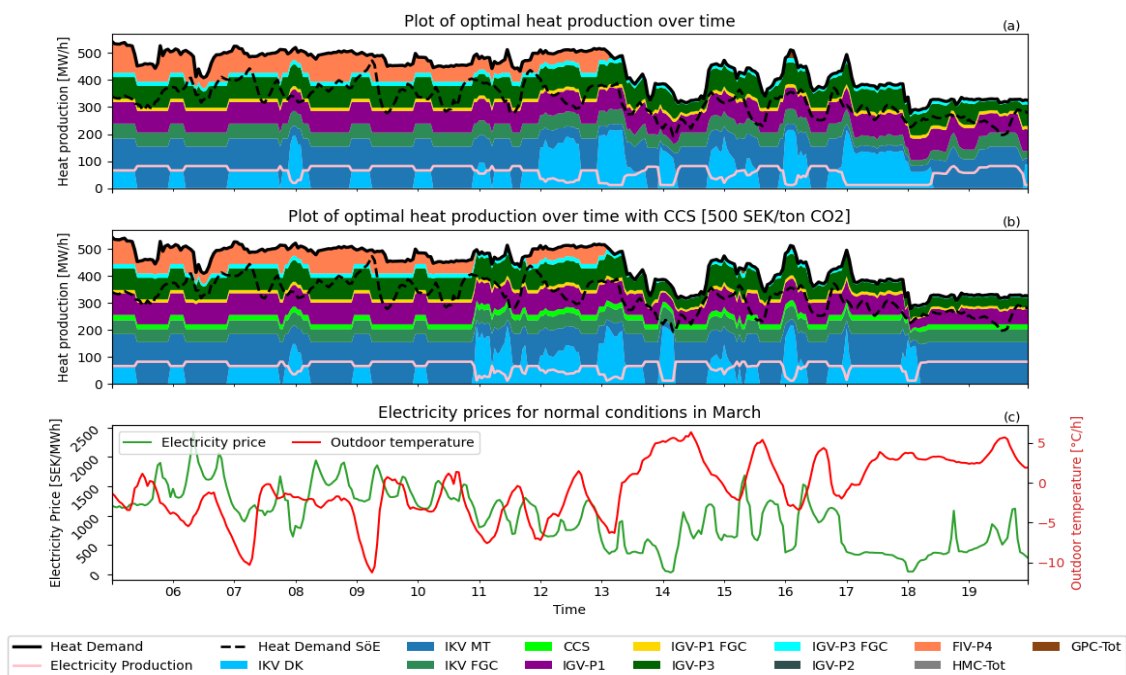 Plot of optimal heat production over time
(a)
Heat production [MW/h]
500
400
300
200
100
0
Plot of optimal heat production over time with CCS [500 SEK/ton CO2]
(b)
Heat production [MW/h]
500
400
300
200
100
0
Electricity prices for normal conditions in March
(c)
Electricity Price [SEK/MWh]
2500
2000
1500
1000
500
0
Electricity price
Outdoor temperature
5
0
−5
−10
Outdoor temperature [°C/h]
06 07 08 09 10 11 12 13 14 15 16 17 18 19
Time
Heat Demand Heat Demand SöE IKV MT CCS IGV-P1 FGC IGV-P3 FGC FIV-P4 GPC-Tot
Electricity Production IKV DK IKV FGC IGV-P1 IGV-P3 IGV-P2 HMC-Tot